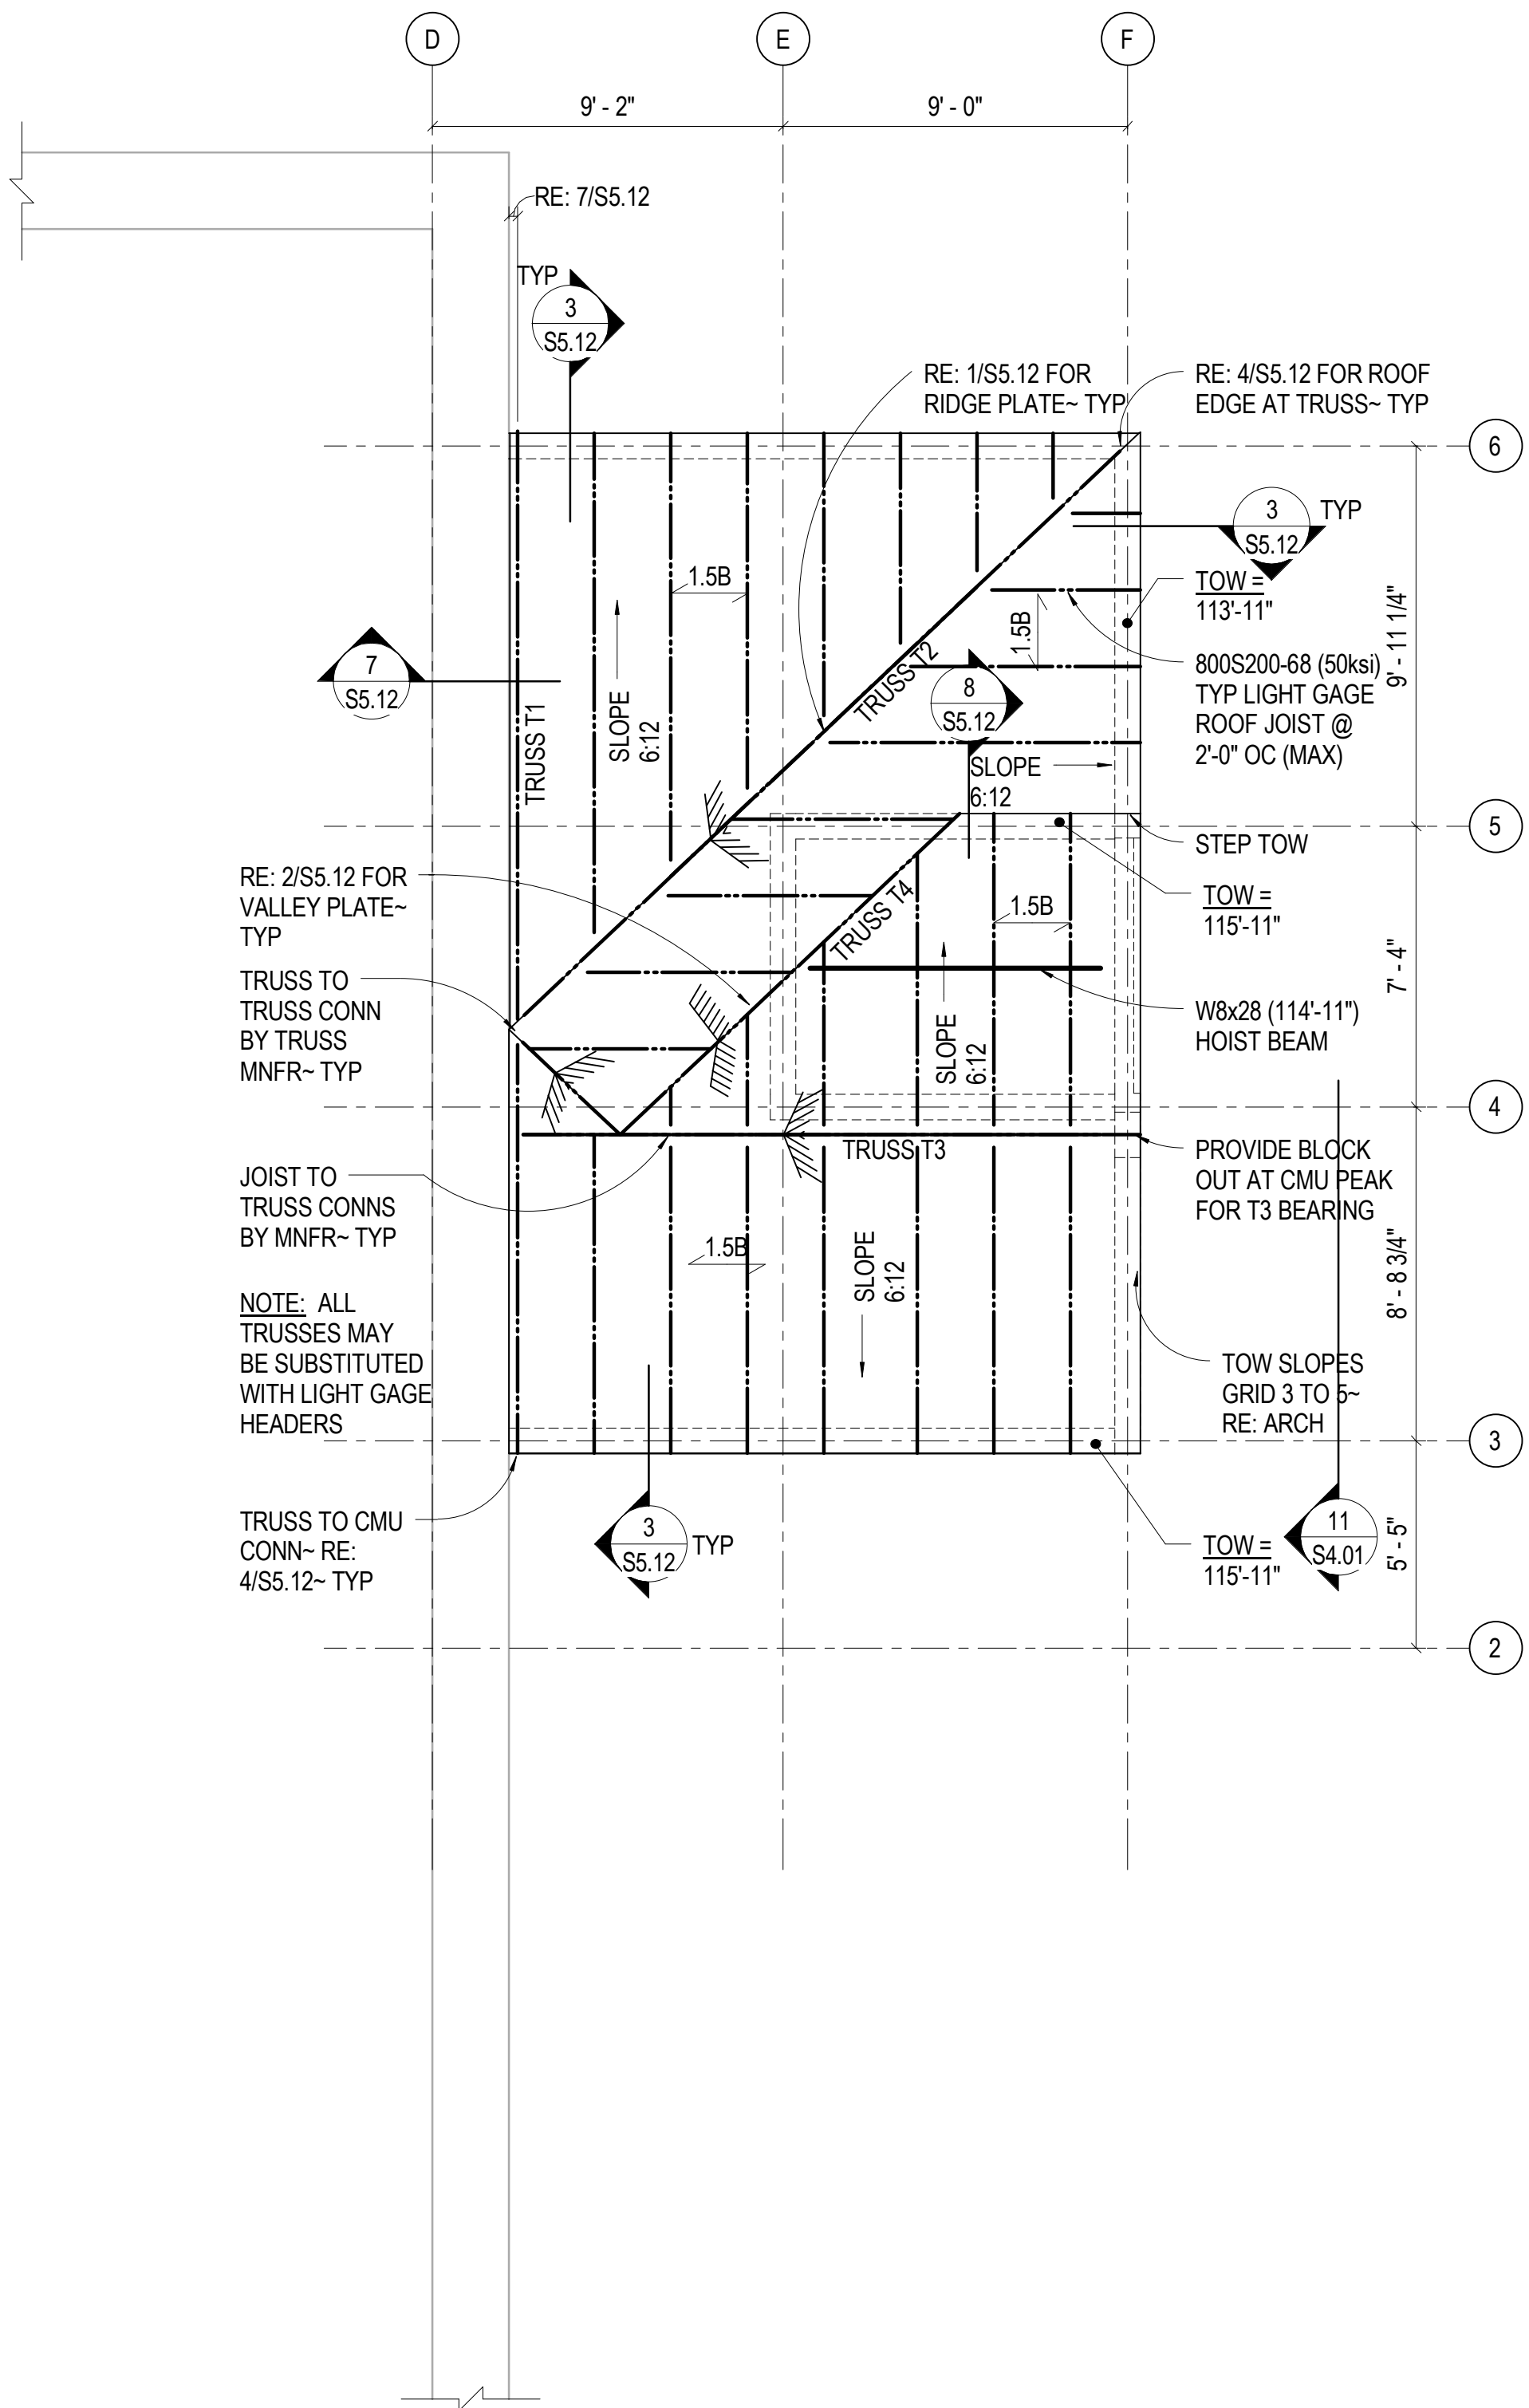 D
E
F
9' - 2"
9' - 0"
RE: 7/S5.12
TYP
3
S5.12
RE: 1/S5.12 FOR
RIDGE PLATE~ TYP
RE: 4/S5.12 FOR ROOF
EDGE AT TRUSS~ TYP
6
3
S5.12
TYP
1.5B
TOW =
113'-11"
1.5B
9' - 11 1/4"
7
S5.12
TRUSS T1
SLOPE
6:12
TRUSS T2
8
S5.12
800S200-68 (50ksi)
TYP LIGHT GAGE
ROOF JOIST @
2'-0" OC (MAX)
SLOPE
6:12
5
STEP TOW
RE: 2/S5.12 FOR
VALLEY PLATE~
TYP
TRUSS T4
1.5B
TOW =
115'-11"
7' - 4"
TRUSS TO
TRUSS CONN
BY TRUSS
MNFR~ TYP
SLOPE
6:12
W8x28 (114'-11")
HOIST BEAM
4
TRUSS T3
PROVIDE BLOCK
OUT AT CMU PEAK
FOR T3 BEARING
JOIST TO
TRUSS CONNS
BY MNFR~ TYP
1.5B
SLOPE
6:12
8' - 8 3/4"
NOTE: ALL
TRUSSES MAY
BE SUBSTITUTED
WITH LIGHT GAGE
HEADERS
TOW SLOPES
GRID 3 TO 5~
RE: ARCH
3
TRUSS TO CMU
CONN~ RE:
4/S5.12~ TYP
3
S5.12
TYP
TOW =
115'-11"
11
S4.01
5' - 5"
2